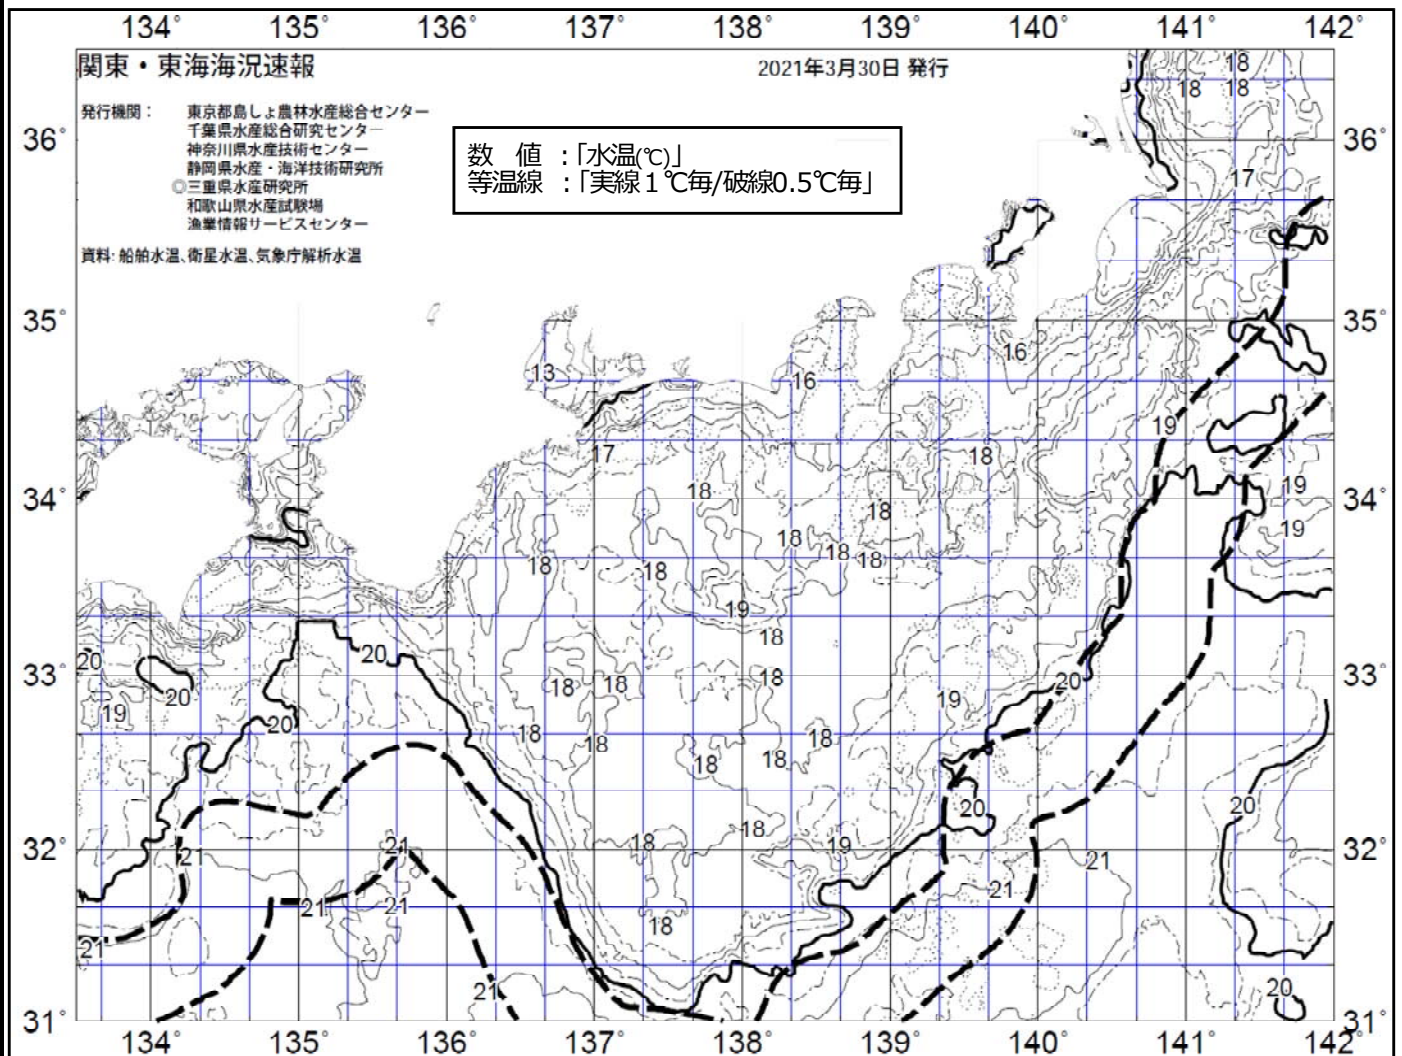 134° 135° 136° 137° 138° 139° 140° 141° 142°
関東・東海海況速報
2021年3月30日 発行
発行機関： 東京都島しょ農林水産総合センター
千葉県水産総合研究センター
神奈川県水産技術センター
静岡県水産・海洋技術研究所
◎三重県水産研究所
和歌山県水産試験場
漁業情報サービスセンター
資料: 船舶水温、衛星水温、気象庁解析水温
数 値 ：「水温(℃)」
等温線 ：「実線１℃毎/破線0.5℃毎」
18
18 18
36° 36°
17
35° 35°
16
13 16
19
17 18
18 19
34° 34°
18
18 19
18 18
18 18
19
18
20 20
33° 18 33°
20 18 18 20
19 19
20
18 18 18
18 18
20 20
18 18
21 21 19 21
32° 32°
21 21 21
18
21
21 20
31° 31°
134° 135° 136° 137° 138° 139° 140° 141° 142°